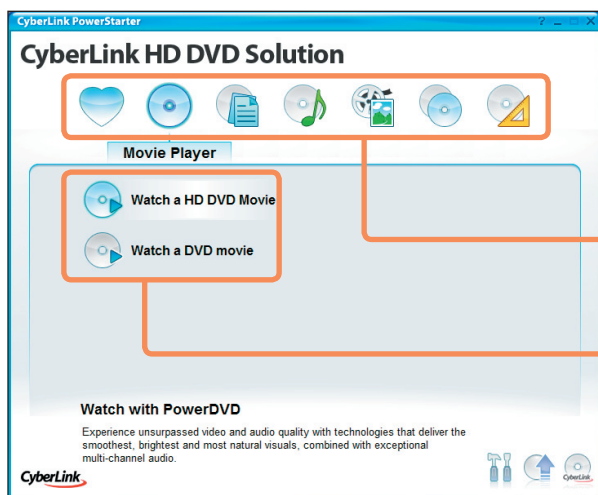 CyberLink PowerStarter
CyberLink HD DVD Solution
Movie Player
Watch a HD DVD Movie
Watch a DVD movie
Watch with PowerDVD
Experience unsurpassed video and audio quality with technologies that deliver the
smoothest, brightest and most natural visuals, combined with exceptional
multi-channel audio.
CyberLink
CyberLink